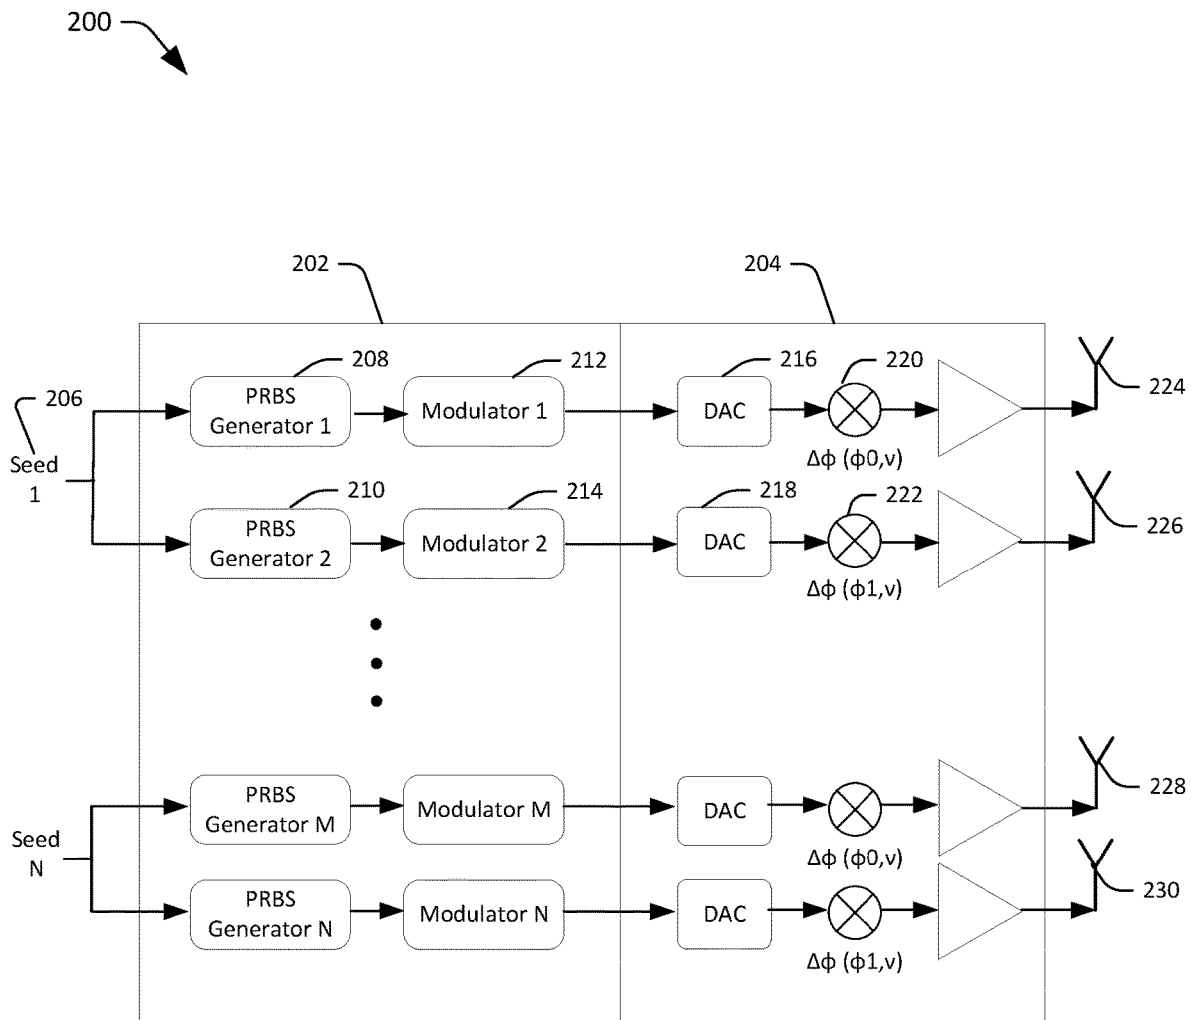 200
202
204
208
212
216
220
224
206
PRBS
Generator 1
Modulator 1
DAC
Δϕ (ϕ0,ν)
Seed
1
210
214
218
222
226
PRBS
Generator 2
Modulator 2
DAC
Δϕ (ϕ1,ν)
228
PRBS
Generator M
Modulator M
DAC
Δϕ (ϕ0,ν)
Seed
N
230
PRBS
Generator N
Modulator N
DAC
Δϕ (ϕ1,ν)